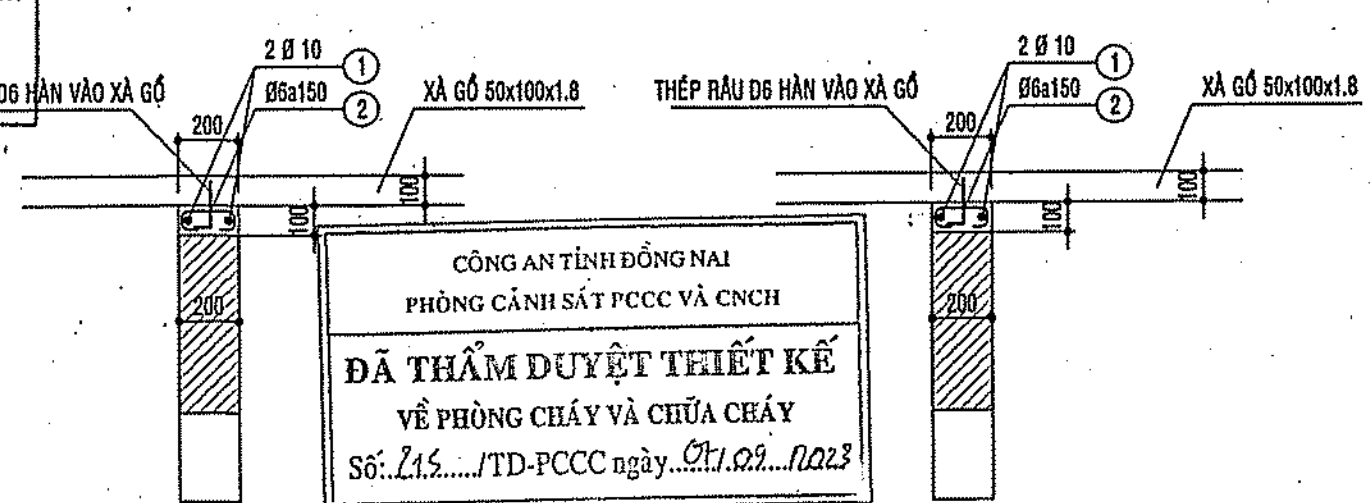 2 Ø 10
1
D6 HÀN VÀO XÀ GỒ
Ø6a150
2
XÀ GỒ 50x100x1.8
200
100
100
200
2 Ø 10
1
THÉP RÂU D6 HÀN VÀO XÀ GỒ
Ø6a150
2
XÀ GỒ 50x100x1.8
200
100
100
200
CÔNG AN TỈNH ĐỒNG NAI
PHÒNG CẢNH SÁT PCCC VÀ CNCH
ĐÃ THẨM DUYỆT THIẾT KẾ
VỀ PHÒNG CHÁY VÀ CHỮA CHÁY
Số: 215 /TD-PCCC ngày 09 2023